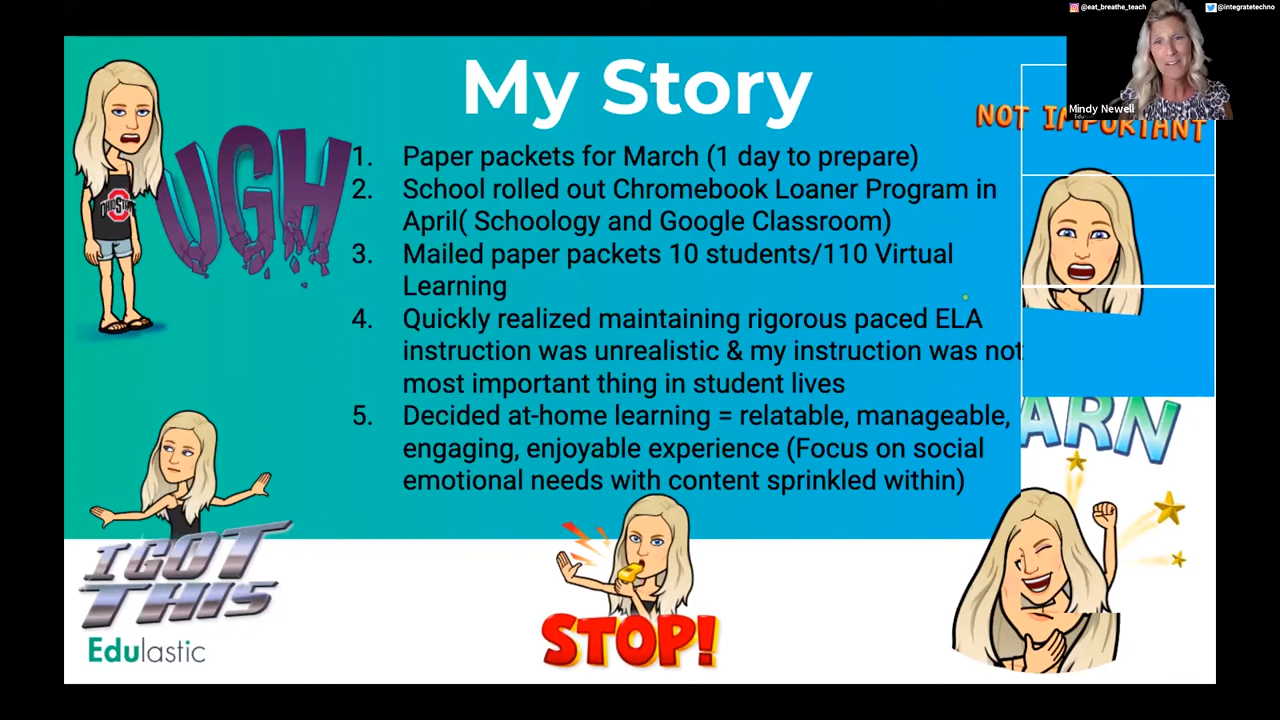 @eat_breathe_teach
@integratetechno
Mindy Newell
My Story
NOT IMPORTANT
UGH
OHIO STATE
1. Paper packets for March (1 day to prepare)
2. School rolled out Chromebook Loaner Program in
April( Schoology and Google Classroom)
3. Mailed paper packets 10 students/110 Virtual
Learning
4. Quickly realized maintaining rigorous paced ELA
instruction was unrealistic & my instruction was not
most important thing in student lives
5. Decided at-home learning = relatable, manageable,
engaging, enjoyable experience (Focus on social
emotional needs with content sprinkled within)
ARN
I GOT
THIS
STOP!
Edulastic